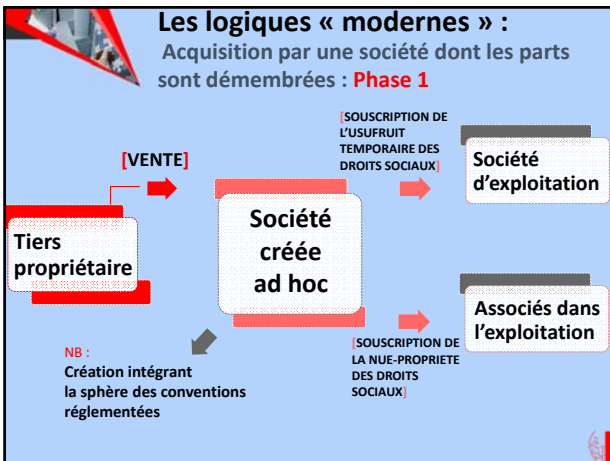 Les logiques « modernes » :
Acquisition par une société dont les parts
sont démembrées : Phase 1
[SOUSCRIPTION DE
L’USUFRUIT
TEMPORAIRE DES
DROITS SOCIAUX]
[VENTE]
Société
d’exploitation
Société
créée
ad hoc
Tiers
propriétaire
Associés dans
l’exploitation
[SOUSCRIPTION DE
LA NUE-PROPRIETE
DES DROITS
SOCIAUX]
NB :
Création intégrant
la sphère des conventions
réglementées